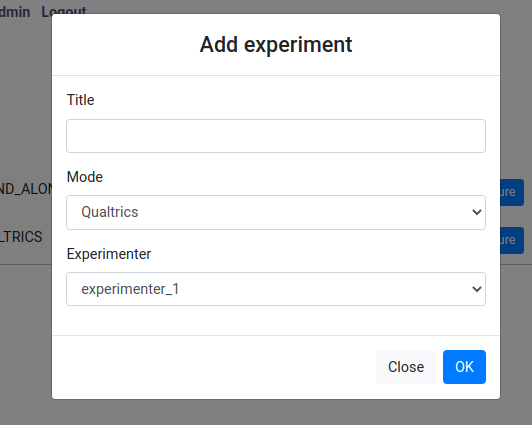 dmin Logout
Add experiment
Title
Mode
Qualtrics
Experimenter
experimenter_1
ND_ALON
ure
LTRICS
ure
Close
OK